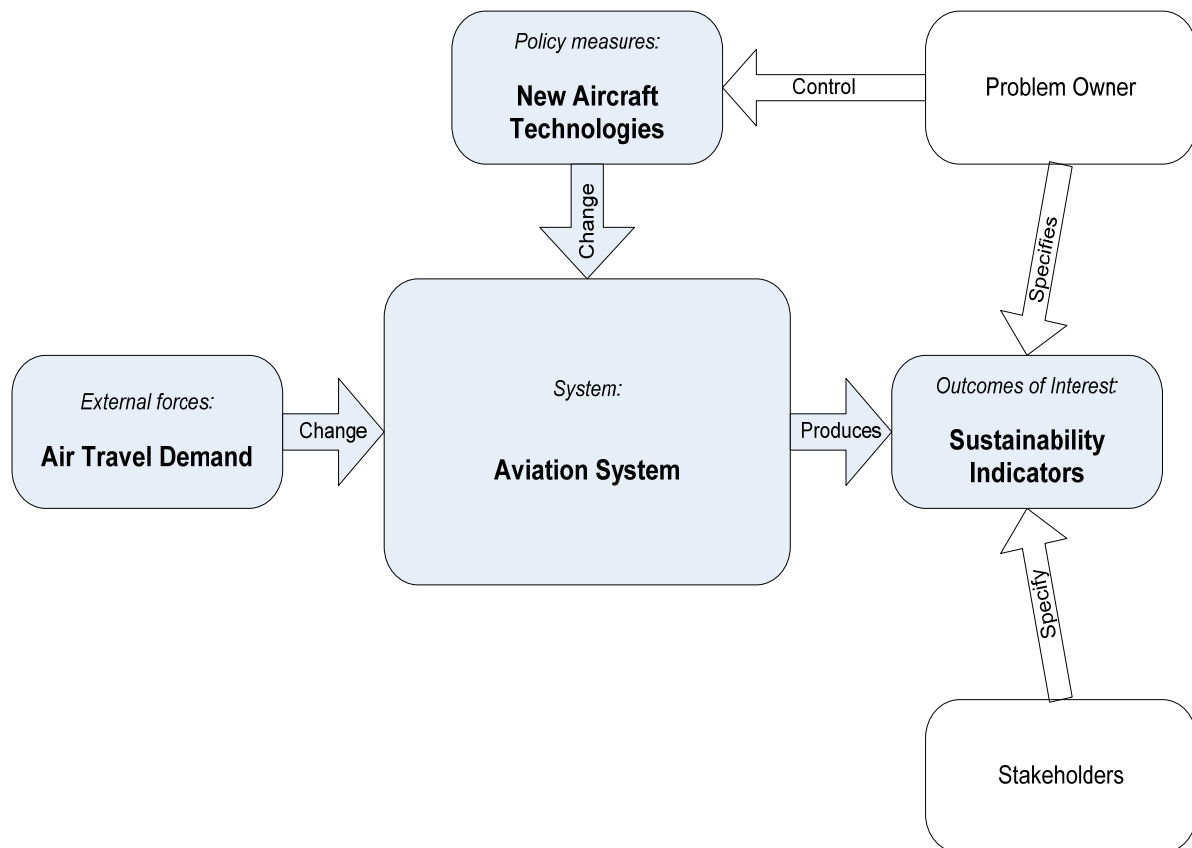 Policy measures:
New Aircraft
Technologies
Control
Problem Owner
Change
Specifies
External forces:
Air Travel Demand
Change
System:
Aviation System
Produces
Outcomes of Interest:
Sustainability
Indicators
Specify
Stakeholders